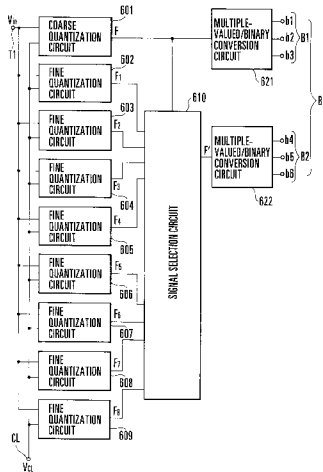 601
Vin
T1
COARSE QUANTIZATION CIRCUIT
F
602
FINE QUANTIZATION CIRCUIT
F1
603
FINE QUANTIZATION CIRCUIT
F2
FINE QUANTIZATION CIRCUIT
F3
604
FINE QUANTIZATION CIRCUIT
F4
605
FINE QUANTIZATION CIRCUIT
F5
606
FINE QUANTIZATION CIRCUIT
F6
607
FINE QUANTIZATION CIRCUIT
F7
608
FINE QUANTIZATION CIRCUIT
F8
609
CL
VCL
610
SIGNAL SELECTION CIRCUIT
F'
MULTIPLE-VALUED/BINARY CONVERSION CIRCUIT
621
b1
b2
b3
B1
B
MULTIPLE-VALUED/BINARY CONVERSION CIRCUIT
622
b4
b5
b6
B2